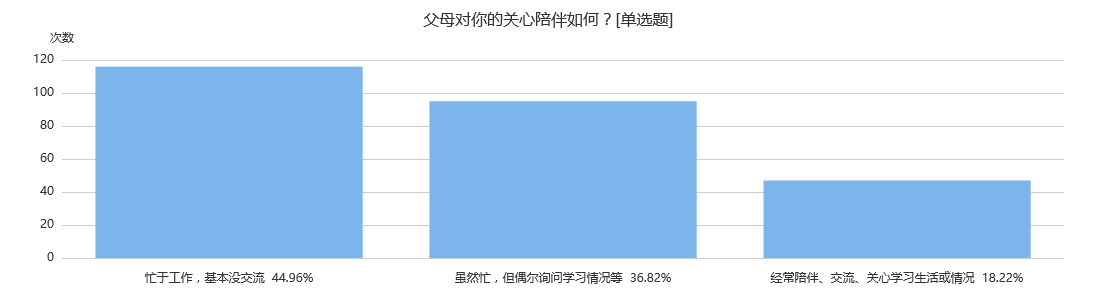 父母对你的关心陪伴如何？[单选题]
次数
120
100
80
60
40
20
0
忙于工作，基本没交流 44.96%
虽然忙，但偶尔询问学习情况等 36.82%
经常陪伴、交流、关心学习生活或情况 18.22%